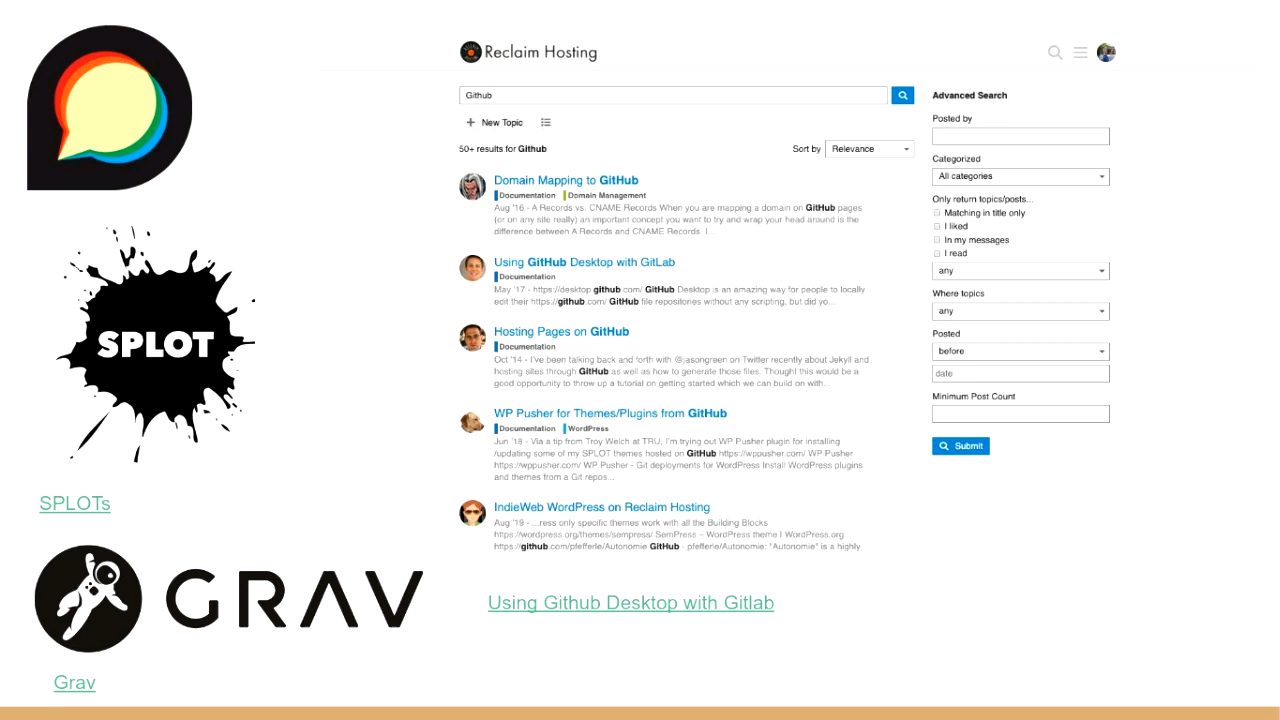 SPLOT
SPLOTs
GRAV
Grav
Reclaim Hosting
Github
New Topic
50+ results for Github
Sort by Relevance
Domain Mapping to GitHub
Documentation Domain Management
Aug '16 - A Records vs. CNAME Records When you are mapping a domain on GitHub pages
(or on any site really) an important concept you want to try and wrap your head around is the
difference between A Records and CNAME Records. I...
Using GitHub Desktop with GitLab
Documentation
May '17 - https://desktop.github.com/ GitHub Desktop is an amazing way for people to locally
edit their https://github.com/ GitHub file repositories without any scripting, but did yo...
Hosting Pages on GitHub
Documentation
Oct '14 - I've been talking back and forth with @jasongreen on Twitter recently about Jekyll and
hosting sites through GitHub as well as how to generate those files. Thought this would be a
good opportunity to throw up a tutorial on getting started which we can build on with...
WP Pusher for Themes/Plugins from GitHub
Documentation WordPress
Jun '18 - Via a tip from Troy Welch at TRU, I'm trying out WP Pusher plugin for installing
/updating some of my SPLOT themes hosted on GitHub https://wppusher.com/ WP Pusher
https://wppusher.com/ WP Pusher - Git deployments for WordPress Install WordPress plugins
and themes from a Git repos...
IndieWeb WordPress on Reclaim Hosting
Aug '19 - ...ress only specific themes work with all the Building Blocks
https://wordpress.org/themes/sempress/ SemPress – WordPress theme | WordPress.org
https://github.com/pfefferle/Autonomie GitHub - pfefferle/Autonomie: "Autonomie" is a highly
Using Github Desktop with Gitlab
Advanced Search
Posted by
Categorized
All categories
Only return topics/posts...
Matching in title only
I liked
In my messages
I read
any
Where topics
any
Posted
before
date
Minimum Post Count
Submit